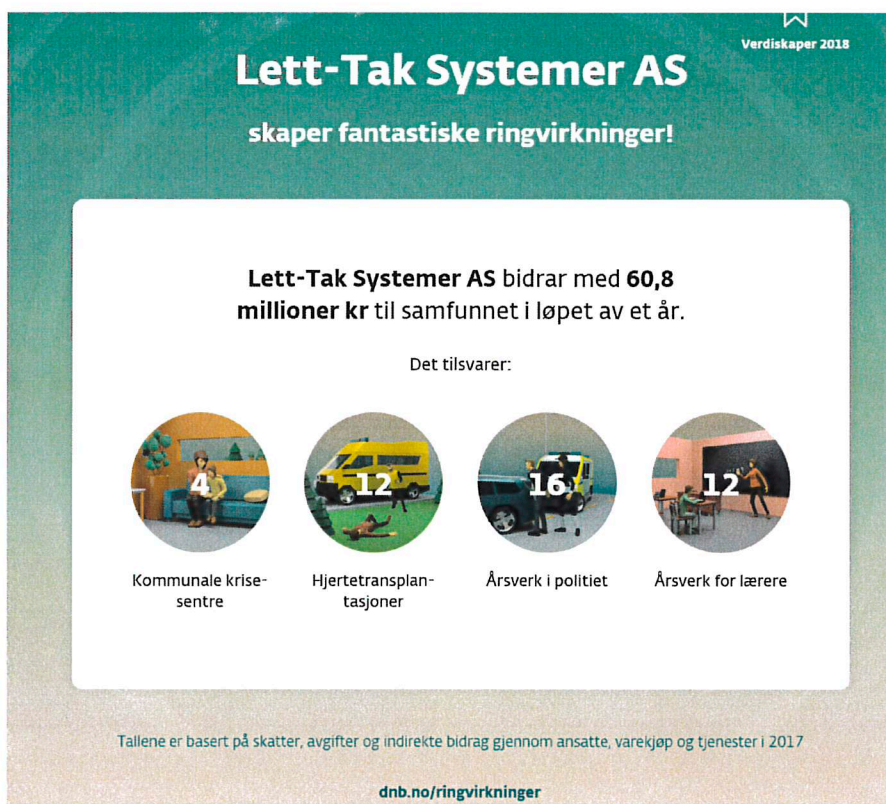 Verdiskaper 2018
Lett-Tak Systemer AS
skaper fantastiske ringvirkninger!
Lett-Tak Systemer AS bidrar med 60,8
millioner kr til samfunnet i løpet av et år.
Det tilsvarer:
4
12
16
12
Kommunale krise-
sentre
Hjertetransplan-
tasjoner
Årsverk i politiet
Årsverk for lærere
Tallene er basert på skatter, avgifter og indirekte bidrag gjennom ansatte, varekjøp og tjenester i 2017
dnb.no/ringvirkninger